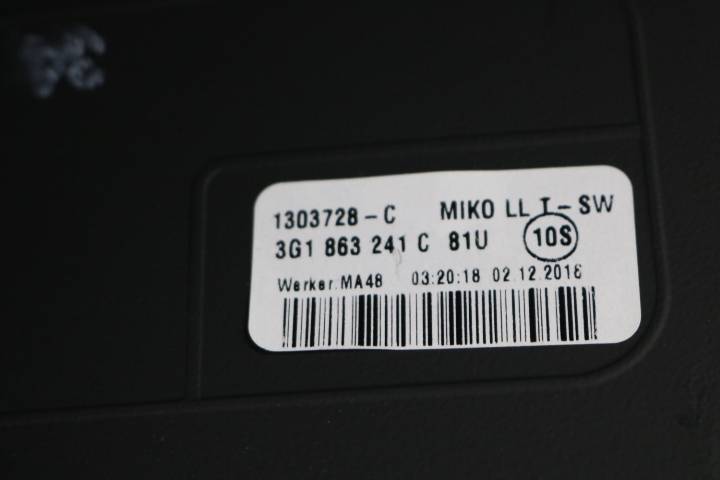 1303728-C MIKO LL T-SW
3G1 863 241 C 81U 10S
Werker:MA48 03:20:18 02.12.2016